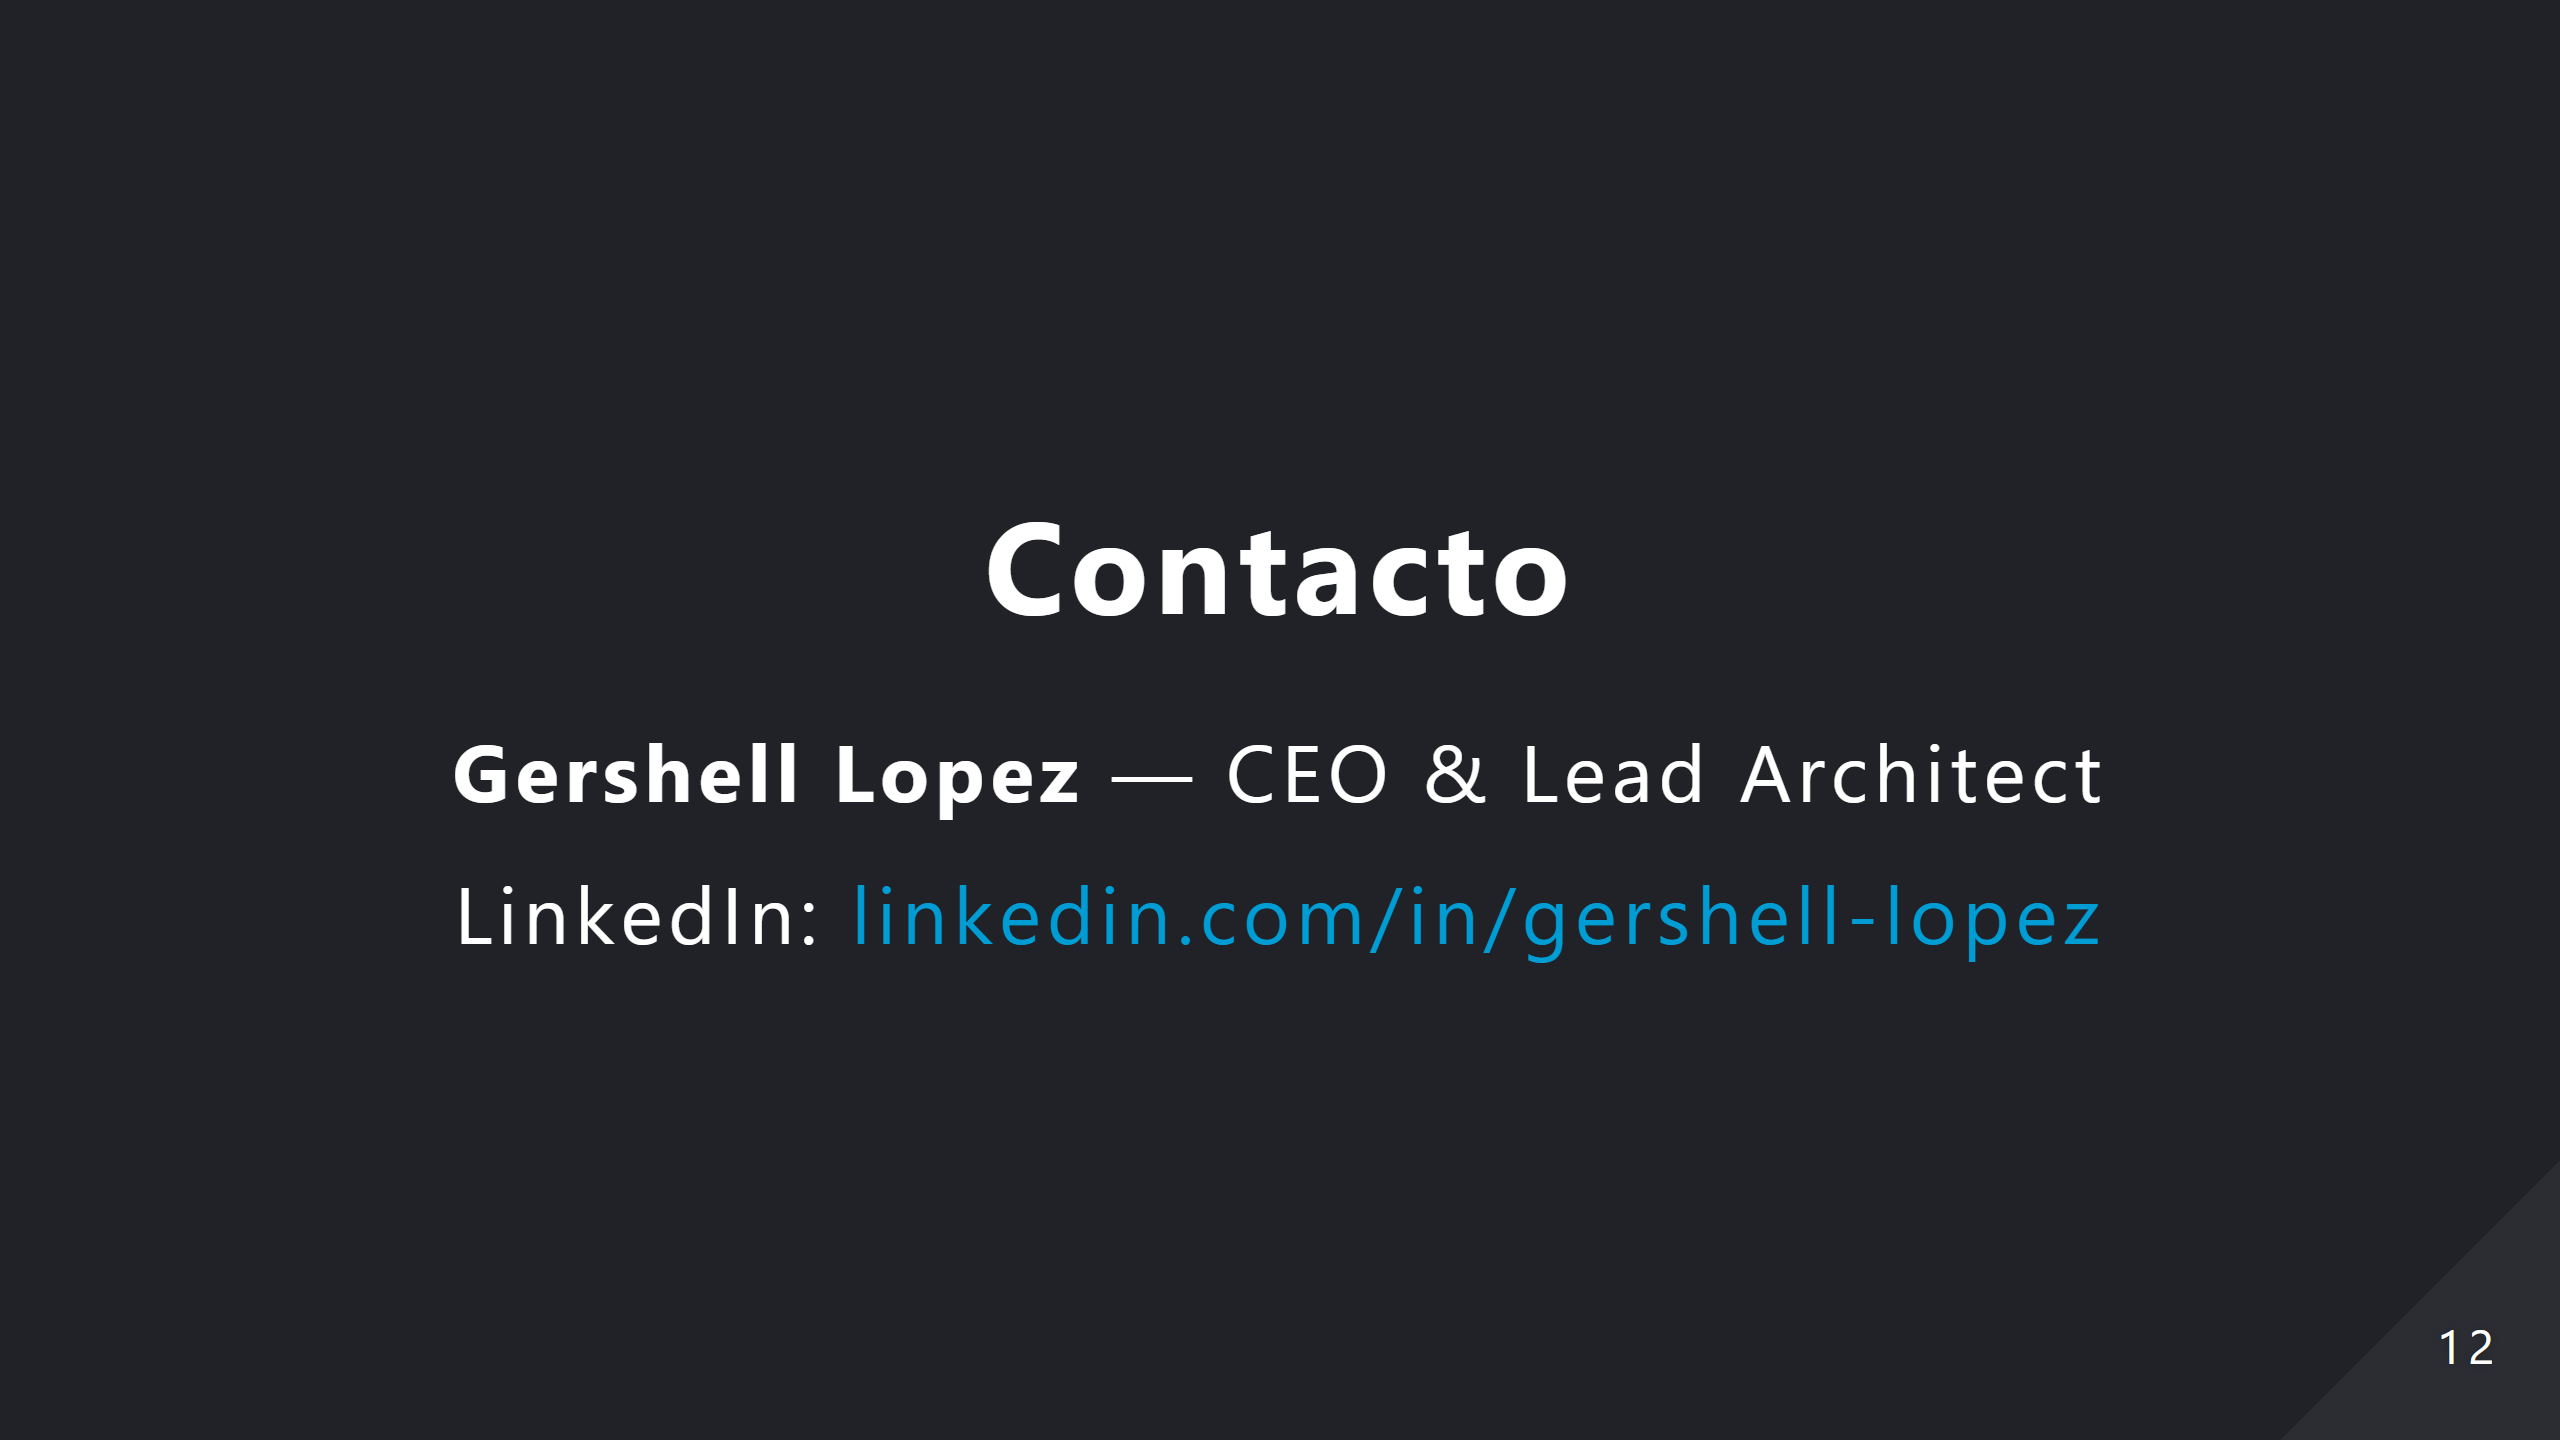 Contacto
Gershell Lopez — CEO & Lead Architect
LinkedIn: linkedin.com/in/gershell-lopez
12